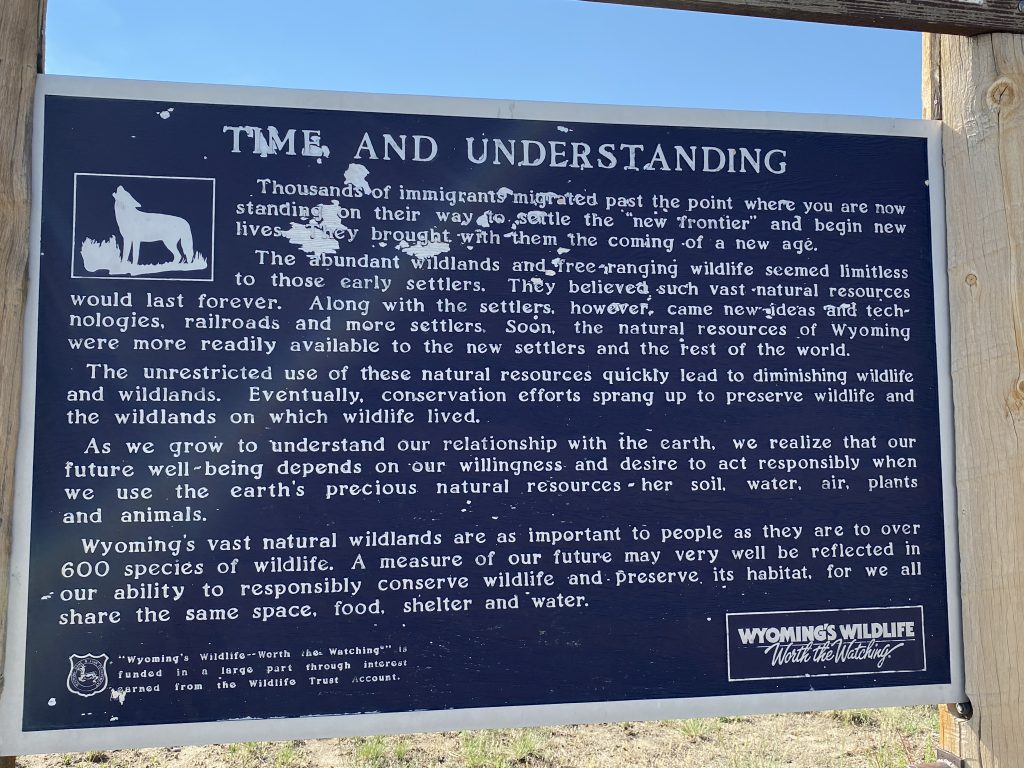 TIME AND UNDERSTANDING
Thousands of immigrants migrated past the point where you are now
standing on their way to settle the "new frontier" and begin new
lives. They brought with them the coming of a new age.
The abundant wildlands and free-ranging wildlife seemed limitless
to those early settlers. They believed such vast natural resources
would last forever. Along with the settlers, however, came new ideas and tech-
nologies, railroads and more settlers. Soon, the natural resources of Wyoming
were more readily available to the new settlers and the rest of the world.
The unrestricted use of these natural resources quickly lead to diminishing wildlife
and wildlands. Eventually, conservation efforts sprang up to preserve wildlife and
the wildlands on which wildlife lived.
As we grow to understand our relationship with the earth, we realize that our
future well-being depends on our willingness and desire to act responsibly when
we use the earth's precious natural resources - her soil, water, air, plants
and animals.
Wyoming's vast natural wildlands are as important to people as they are to over
600 species of wildlife. A measure of our future may very well be reflected in
our ability to responsibly conserve wildlife and preserve its habitat, for we all
share the same space, food, shelter and water.
"Wyoming's Wildlife--Worth the Watching" is
funded in a large part through interest
earned from the Wildlife Trust Account.
WYOMING'S WILDLIFE
Worth the Watching